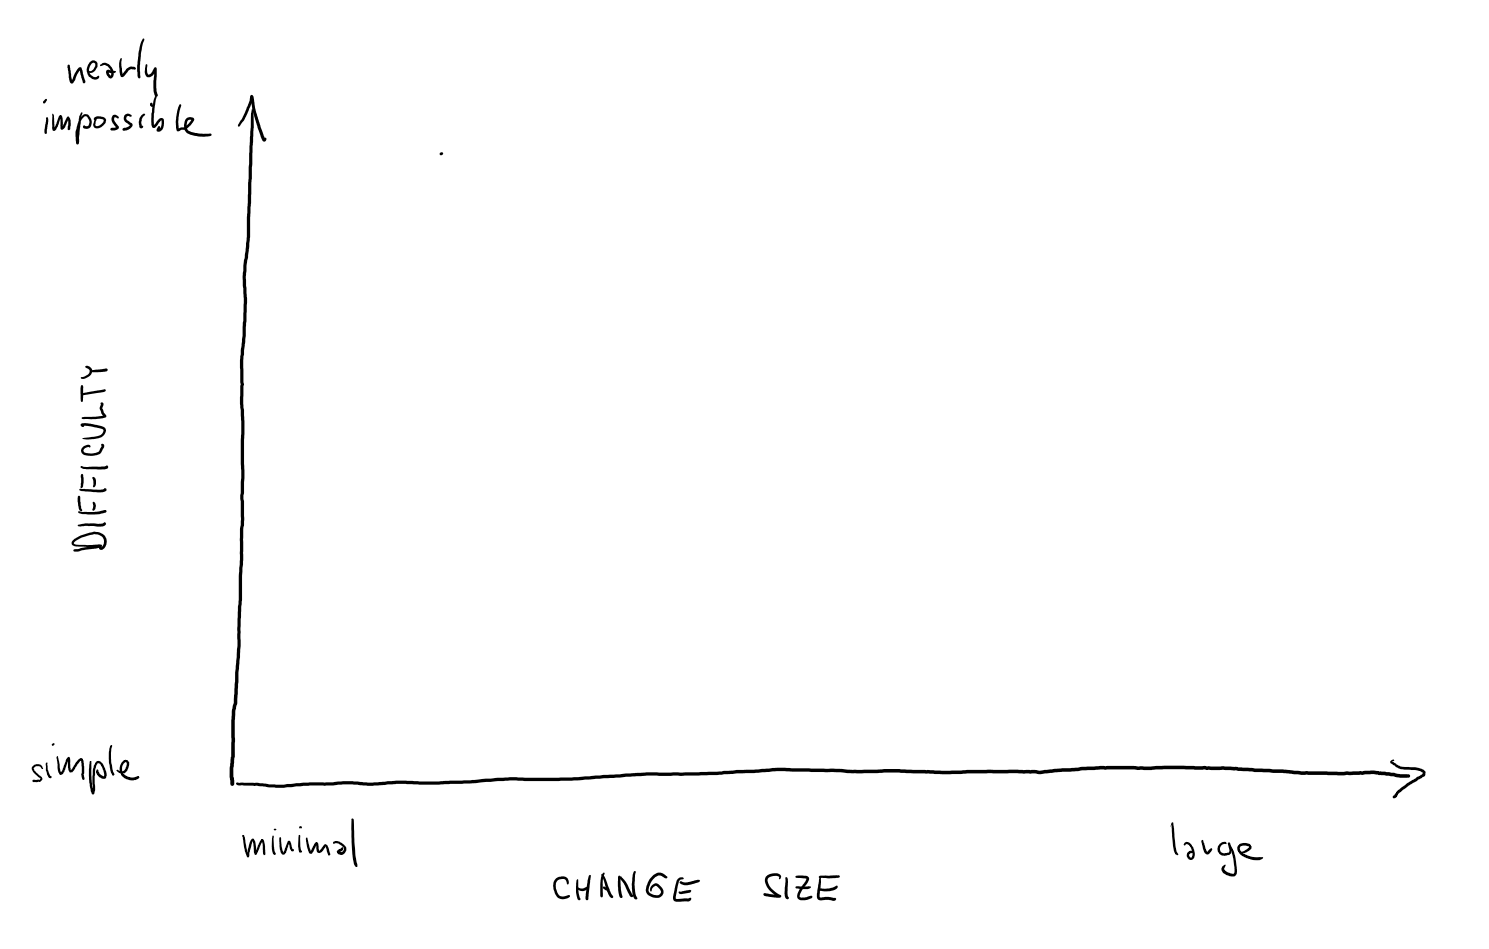 nearly
impossible
DIFFICULTY
simple
minimal
large
CHANGE SIZE